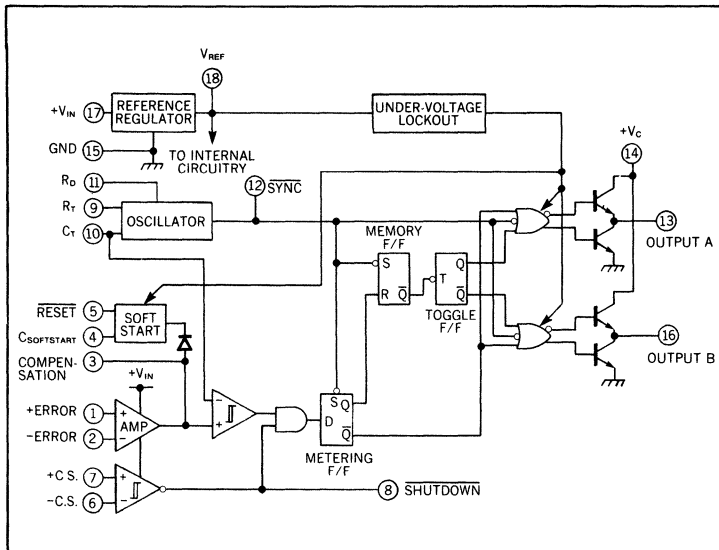 VREF
18
+VIN 17 REFERENCE REGULATOR
UNDER-VOLTAGE LOCKOUT
+VC
14
GND 15
TO INTERNAL CIRCUITRY
RD 11
12 SYNC
RT 9
OSCILLATOR
CT 10
13
OUTPUT A
MEMORY F/F
S
R Q
Q
T
Q
TOGGLE F/F
RESET 5
SOFT START
CSOFTSTART 4
COMPENSATION 3
16
OUTPUT B
+VIN
+ERROR 1 + AMP
-ERROR 2 -
-
+
S Q
D
Q
METERING F/F
+C.S. 7 +
-C.S. 6 -
8 SHUTDOWN